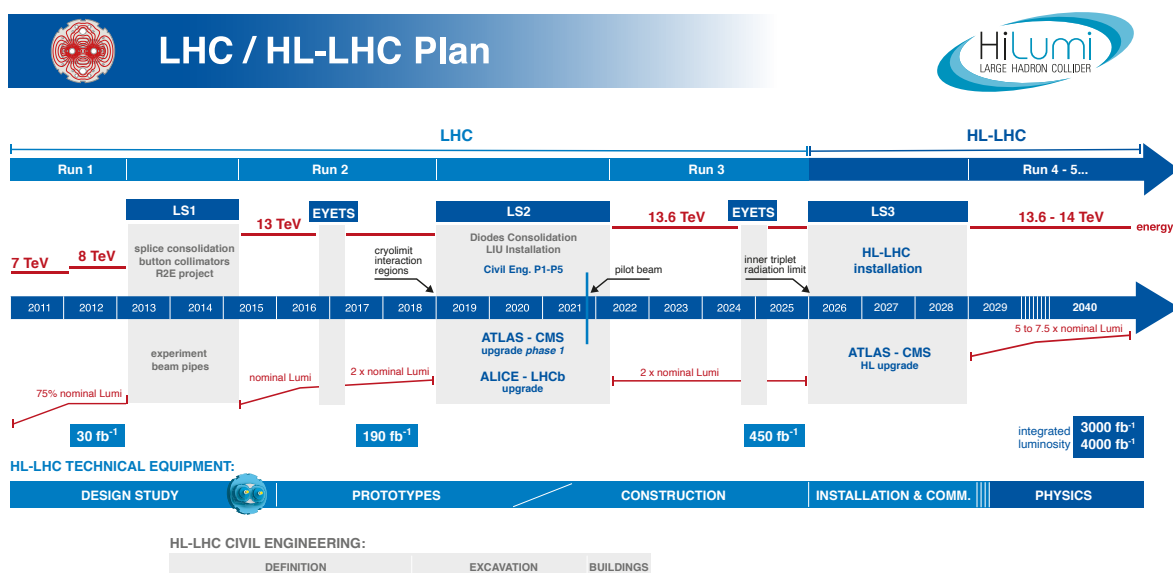 LHC / HL-LHC Plan
HiLumi
LARGE HADRON COLLIDER
LHC
HL-LHC
Run 1
Run 2
Run 3
Run 4 - 5...
LS1
EYETS
LS2
EYETS
LS3
13 TeV
13.6 TeV
13.6 - 14 TeV
energy
7 TeV
8 TeV
splice consolidation
button collimators
R2E project
cryolimit
interaction
regions
Diodes Consolidation
LIU Installation
Civil Eng. P1-P5
pilot beam
inner triplet
radiation limit
HL-LHC
installation
2011
2012
2013
2014
2015
2016
2017
2018
2019
2020
2021
2022
2023
2024
2025
2026
2027
2028
2029
2040
5 to 7.5 x nominal Lumi
experiment
beam pipes
ATLAS - CMS
upgrade phase 1
ALICE - LHCb
upgrade
ATLAS - CMS
HL upgrade
75% nominal Lumi
nominal Lumi
2 x nominal Lumi
2 x nominal Lumi
30 fb⁻¹
190 fb⁻¹
450 fb⁻¹
integrated
luminosity
3000 fb⁻¹
4000 fb⁻¹
HL-LHC TECHNICAL EQUIPMENT:
DESIGN STUDY
PROTOTYPES
CONSTRUCTION
INSTALLATION & COMM.
PHYSICS
HL-LHC CIVIL ENGINEERING:
DEFINITION
EXCAVATION
BUILDINGS